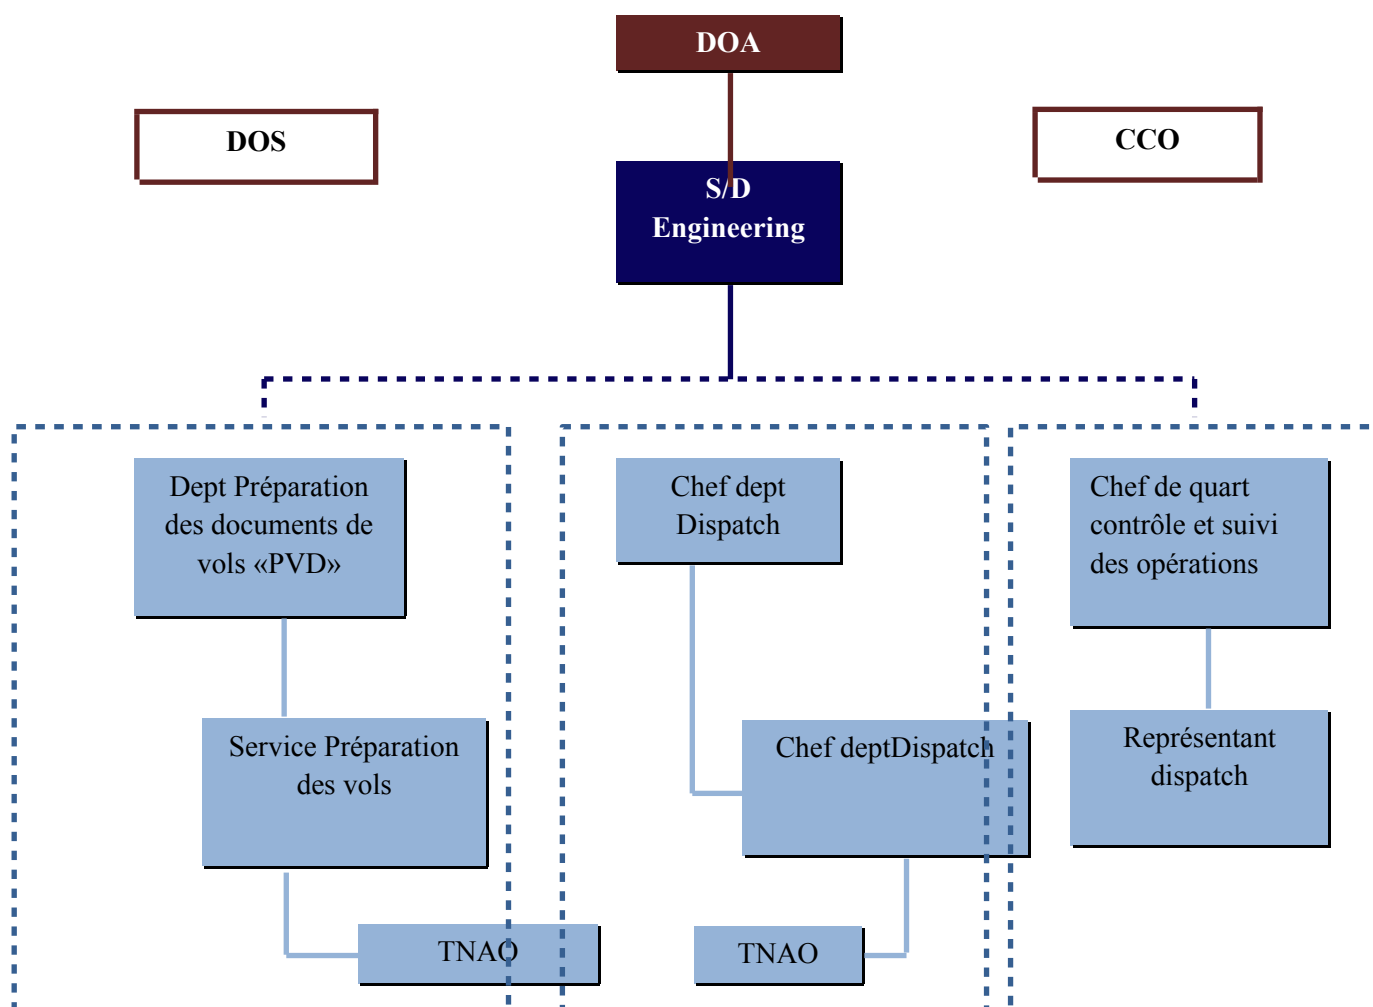 DOA
DOS
CCO
S/D
Engineering
Dept Préparation
des documents de
vols «PVD»
Chef dept
Dispatch
Chef de quart
contrôle et suivi
des opérations
Service Préparation
des vols
Chef deptDispatch
Représentant
dispatch
TNAO
TNAO